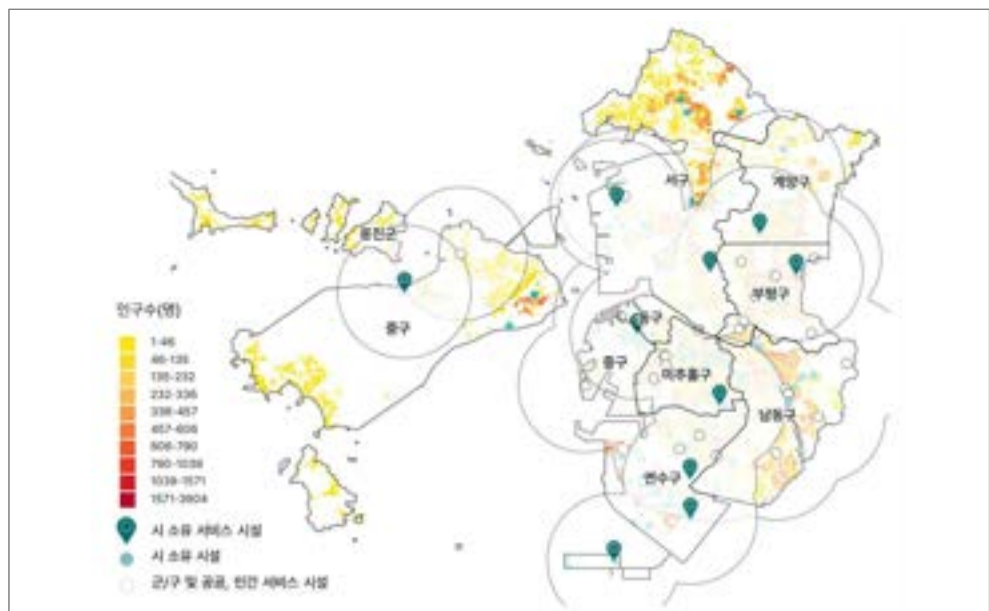 서구
계양구
옹진군
부평구
중구
동구
중구
미추홀구
남동구
연수구
인구수(명)
1-46
46-135
135-232
232-336
336-457
457-606
606-790
790-1039
1039-1571
1571-3604
시 소유 서비스 시설
시 소유 시설
군/구 및 공공, 민간 서비스 시설